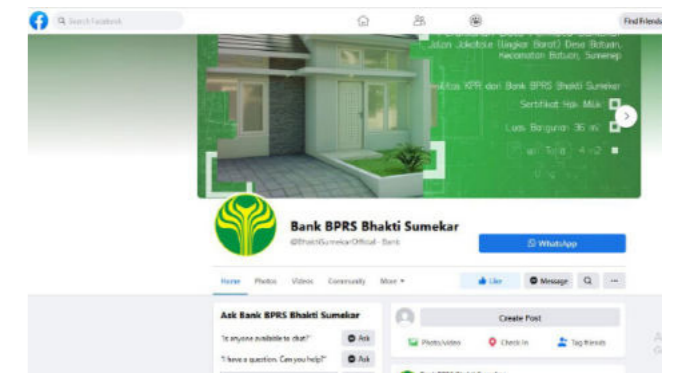 Search Facebook
Find Friends
Jalan Jokotole (Lingkar Barat) Desa Batuan,
Kecamatan Batuan, Sumenep
KPR dari Bank BPRS Bhakti Sumekar
Sertifikat Hak Milik
Luas Bangunan 36 m
Bank BPRS Bhakti Sumekar
@BhaktiSumekarOfficial · Bank
WhatsApp
Home Photos Videos Community More
Like Message
Ask Bank BPRS Bhakti Sumekar
"Is anyone available to chat?" Ask
"I have a question. Can you help?" Ask
Create Post
Photo/video Check in Tag friends